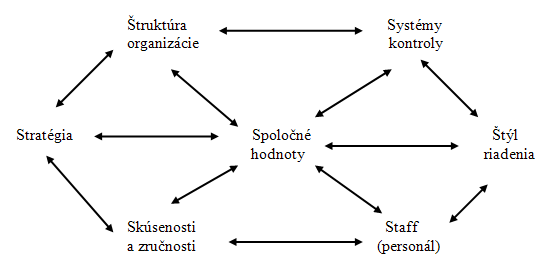 Štruktúra
organizácie
Systémy
kontroly
Stratégia
Spoločné
hodnoty
Štýl
riadenia
Skúsenosti
a zručnosti
Staff
(personál)